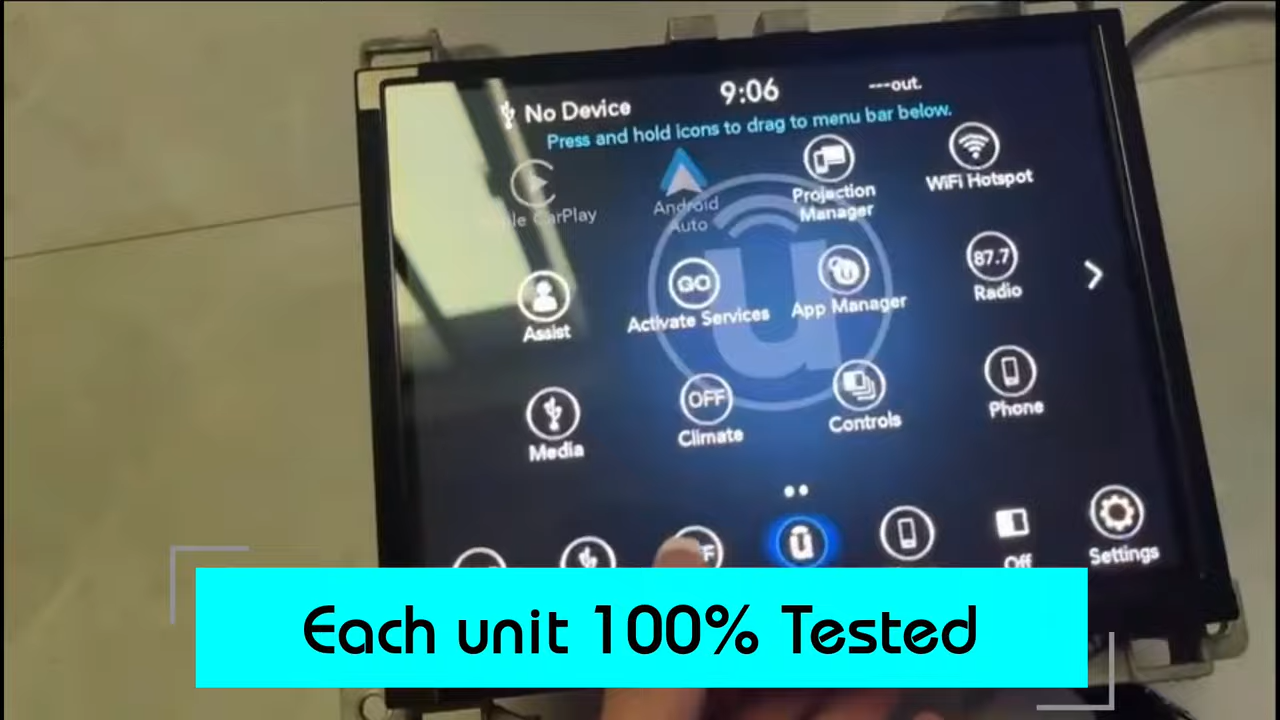 No Device
9:06
---out.
Press and hold icons to drag to menu bar below.
CarPlay
Android
Auto
Projection
Manager
WiFi Hotspot
Assist
GO
Activate Services
App Manager
87.7
Radio
Media
OFF
Climate
Controls
Phone
Off
Settings
Each unit 100% Tested